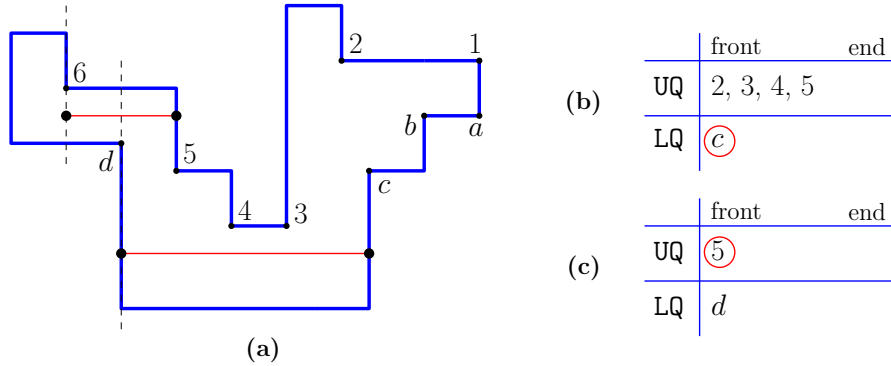 1
2
6
a
b
d
5
c
4
3
(a)
front end
UQ 2, 3, 4, 5
LQ c
(b)
front end
UQ 5
LQ d
(c)